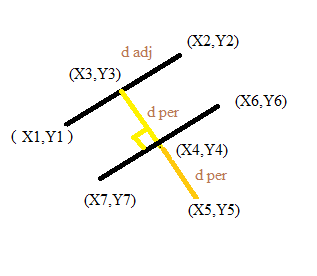 (X2,Y2)
d adj
(X3,Y3)
(X6,Y6)
d per
( X1,Y1 )
(X4,Y4)
d per
(X7,Y7)
(X5,Y5)